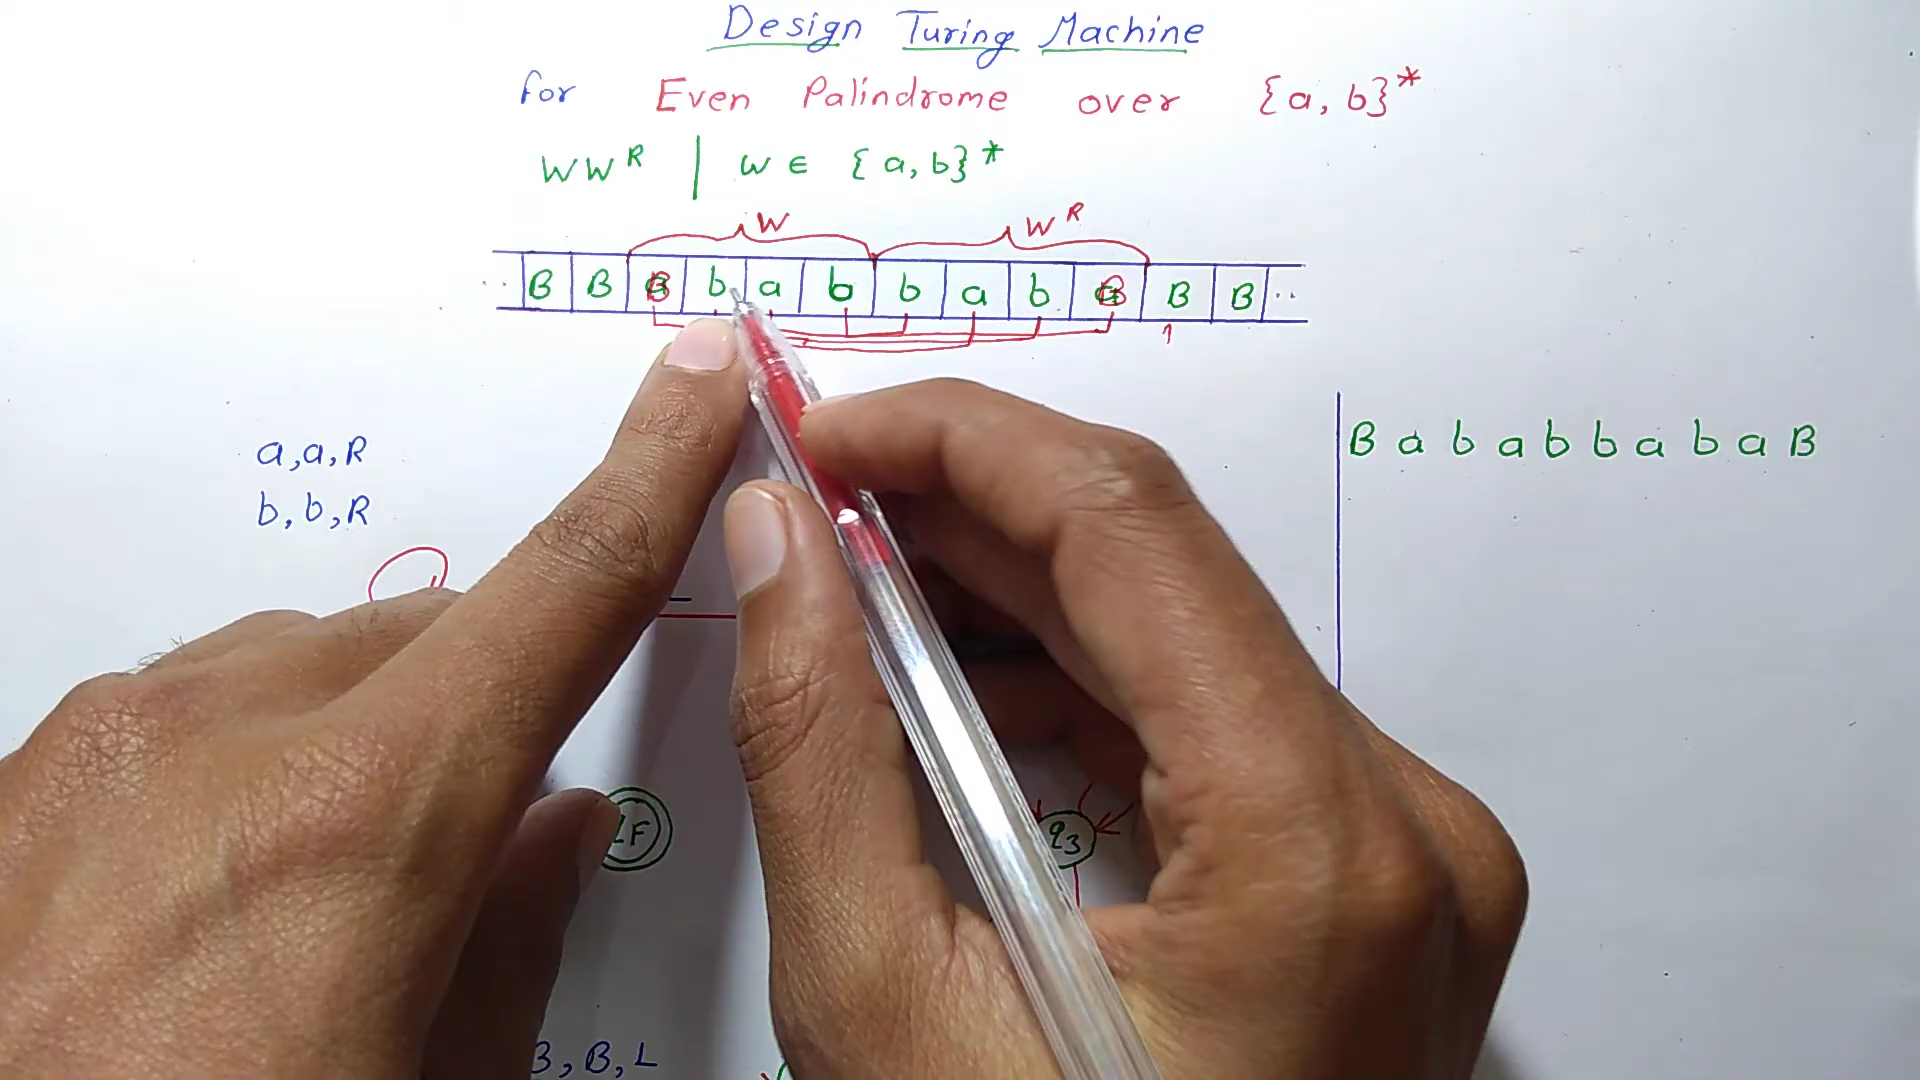 Design Turing Machine
for Even Palindrome over {a, b}*
WW^R | W ∈ {a, b}*
W W^R
·· B B B b a b b a b B B B ··
B a b a b b a b a B
a,a,R
b,b,R
q3
B,B,L